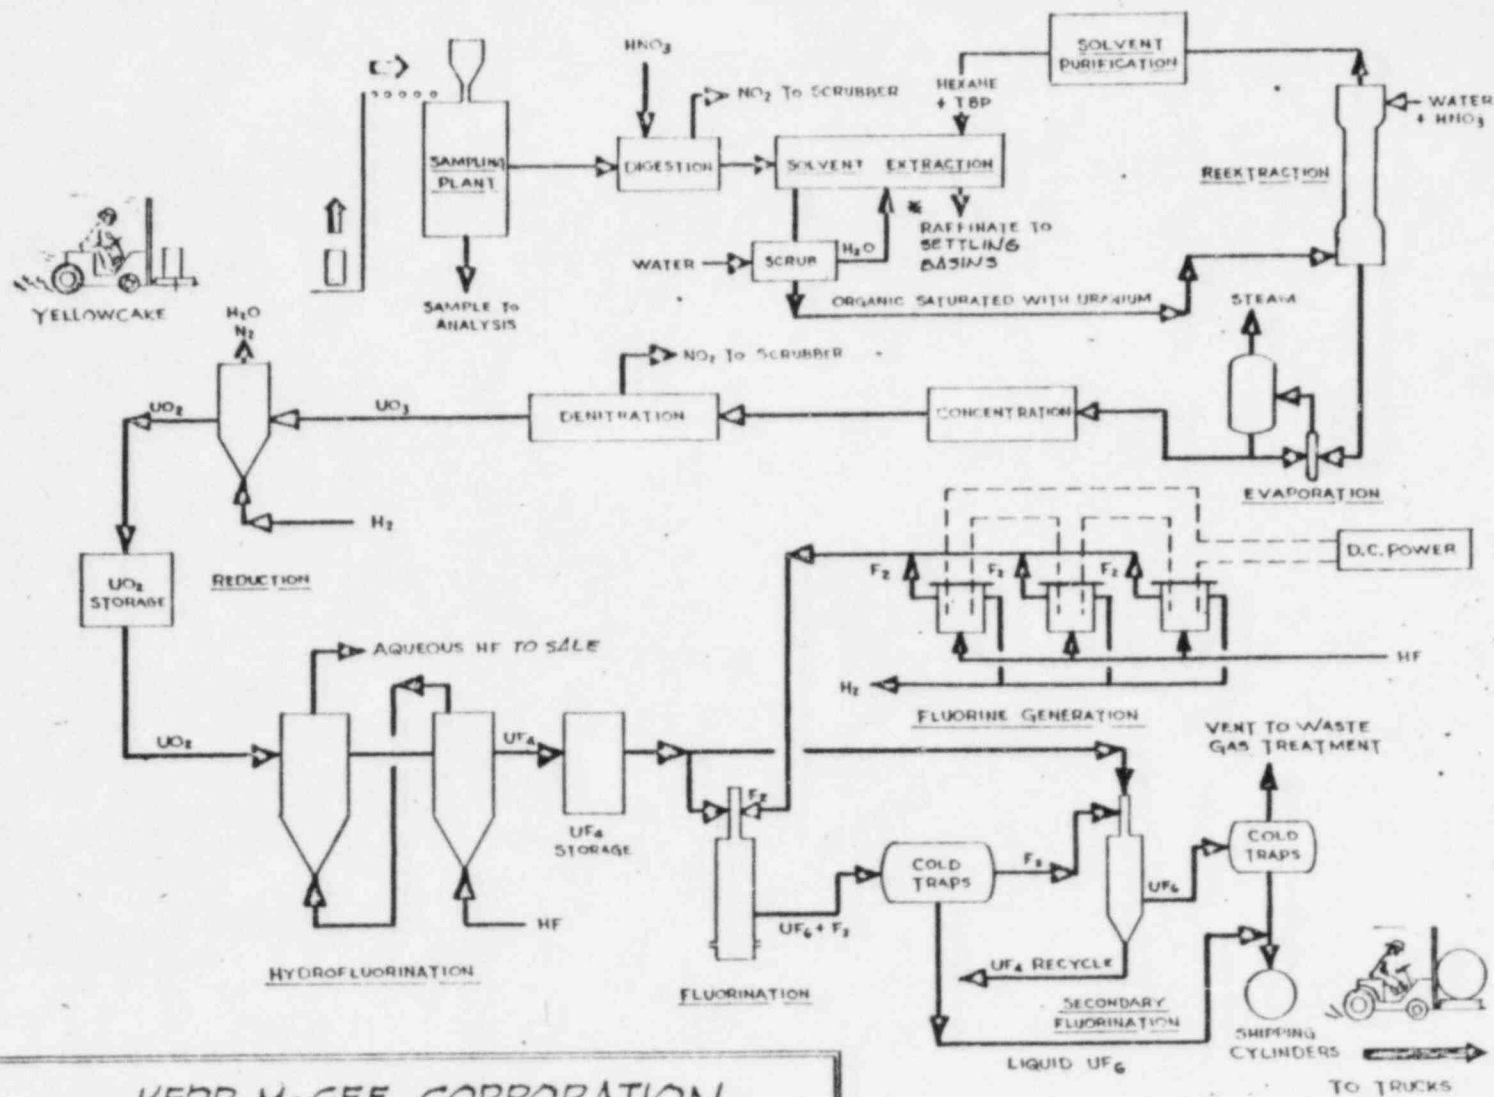 HNO₃
SOLVENT
PURIFICATION
NO₂ TO SCRUBBER
HEXANE
+ TBP
WATER
+ HNO₃
SAMPLING
PLANT
DIGESTION
SOLVENT EXTRACTION
REEXTRACTION
*
RAFFINATE TO
SETTLING
BASINS
WATER
SCRUB
H₂O
ORGANIC SATURATED WITH URANIUM
STEAM
YELLOWCAKE
SAMPLE TO
ANALYSIS
H₂O
N₂
NO₂ TO SCRUBBER
UO₂
UO₃
DENITRATION
CONCENTRATION
EVAPORATION
H₂
REDUCTION
UO₂
STORAGE
D.C. POWER
F₂
F₂
F₂
HF
H₂
FLUORINE GENERATION
AQUEOUS HF TO SALE
UO₂
UF₄
UF₄
STORAGE
F₂
VENT TO WASTE
GAS TREATMENT
COLD
TRAPS
F₂
UF₆
COLD
TRAPS
HF
UF₆ + F₂
HYDROFLUORINATION
FLUORINATION
UF₄ RECYCLE
SECONDARY
FLUORINATION
LIQUID UF₆
SHIPPING
CYLINDERS
TO TRUCKS
KERR-McGEE CORPORATION